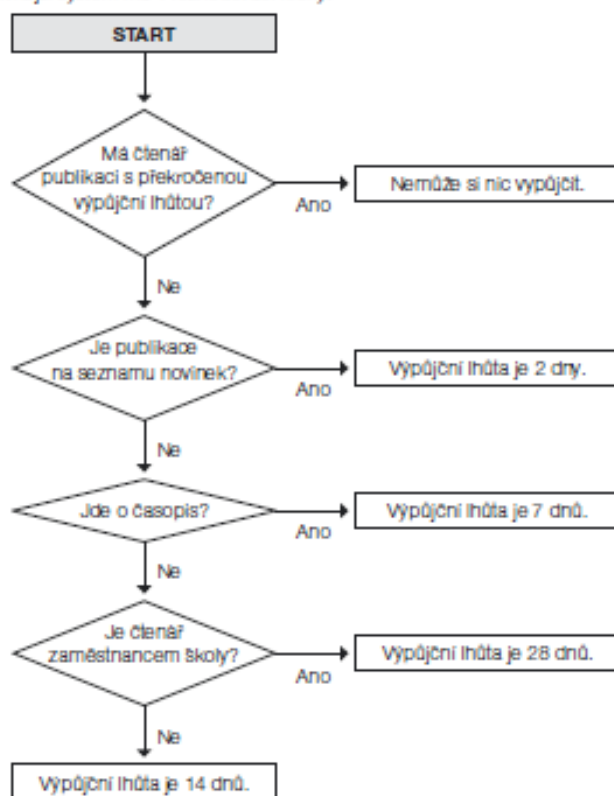 START
Má čtenář
publikaci s překročenou
výpůjční lhůtou?
Ano
Nemůže si nic vypůjčit.
Ne
Je publikace
na seznamu novinek?
Ano
Výpůjční lhůta je 2 dny.
Ne
Jde o časopis?
Ano
Výpůjční lhůta je 7 dnů.
Ne
Je čtenář
zaměstnancem školy?
Ano
Výpůjční lhůta je 28 dnů.
Ne
Výpůjční lhůta je 14 dnů.